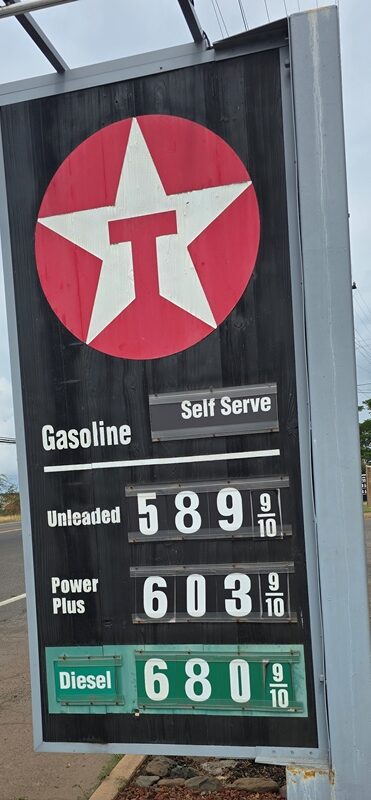 T
Self Serve
Gasoline
Unleaded 589 9/10
Power
Plus 603 9/10
Diesel 680 9/10